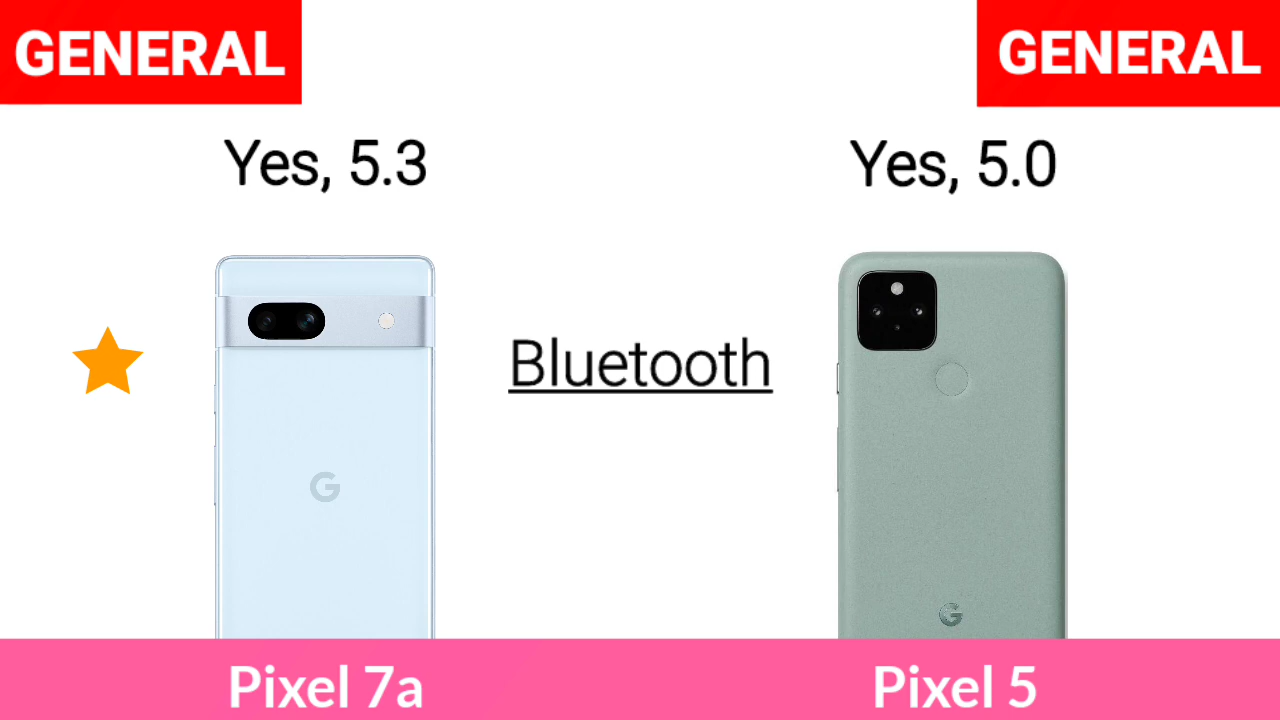 GENERAL
GENERAL
Yes, 5.3
Yes, 5.0
Bluetooth
G
G
Pixel 7a
Pixel 5